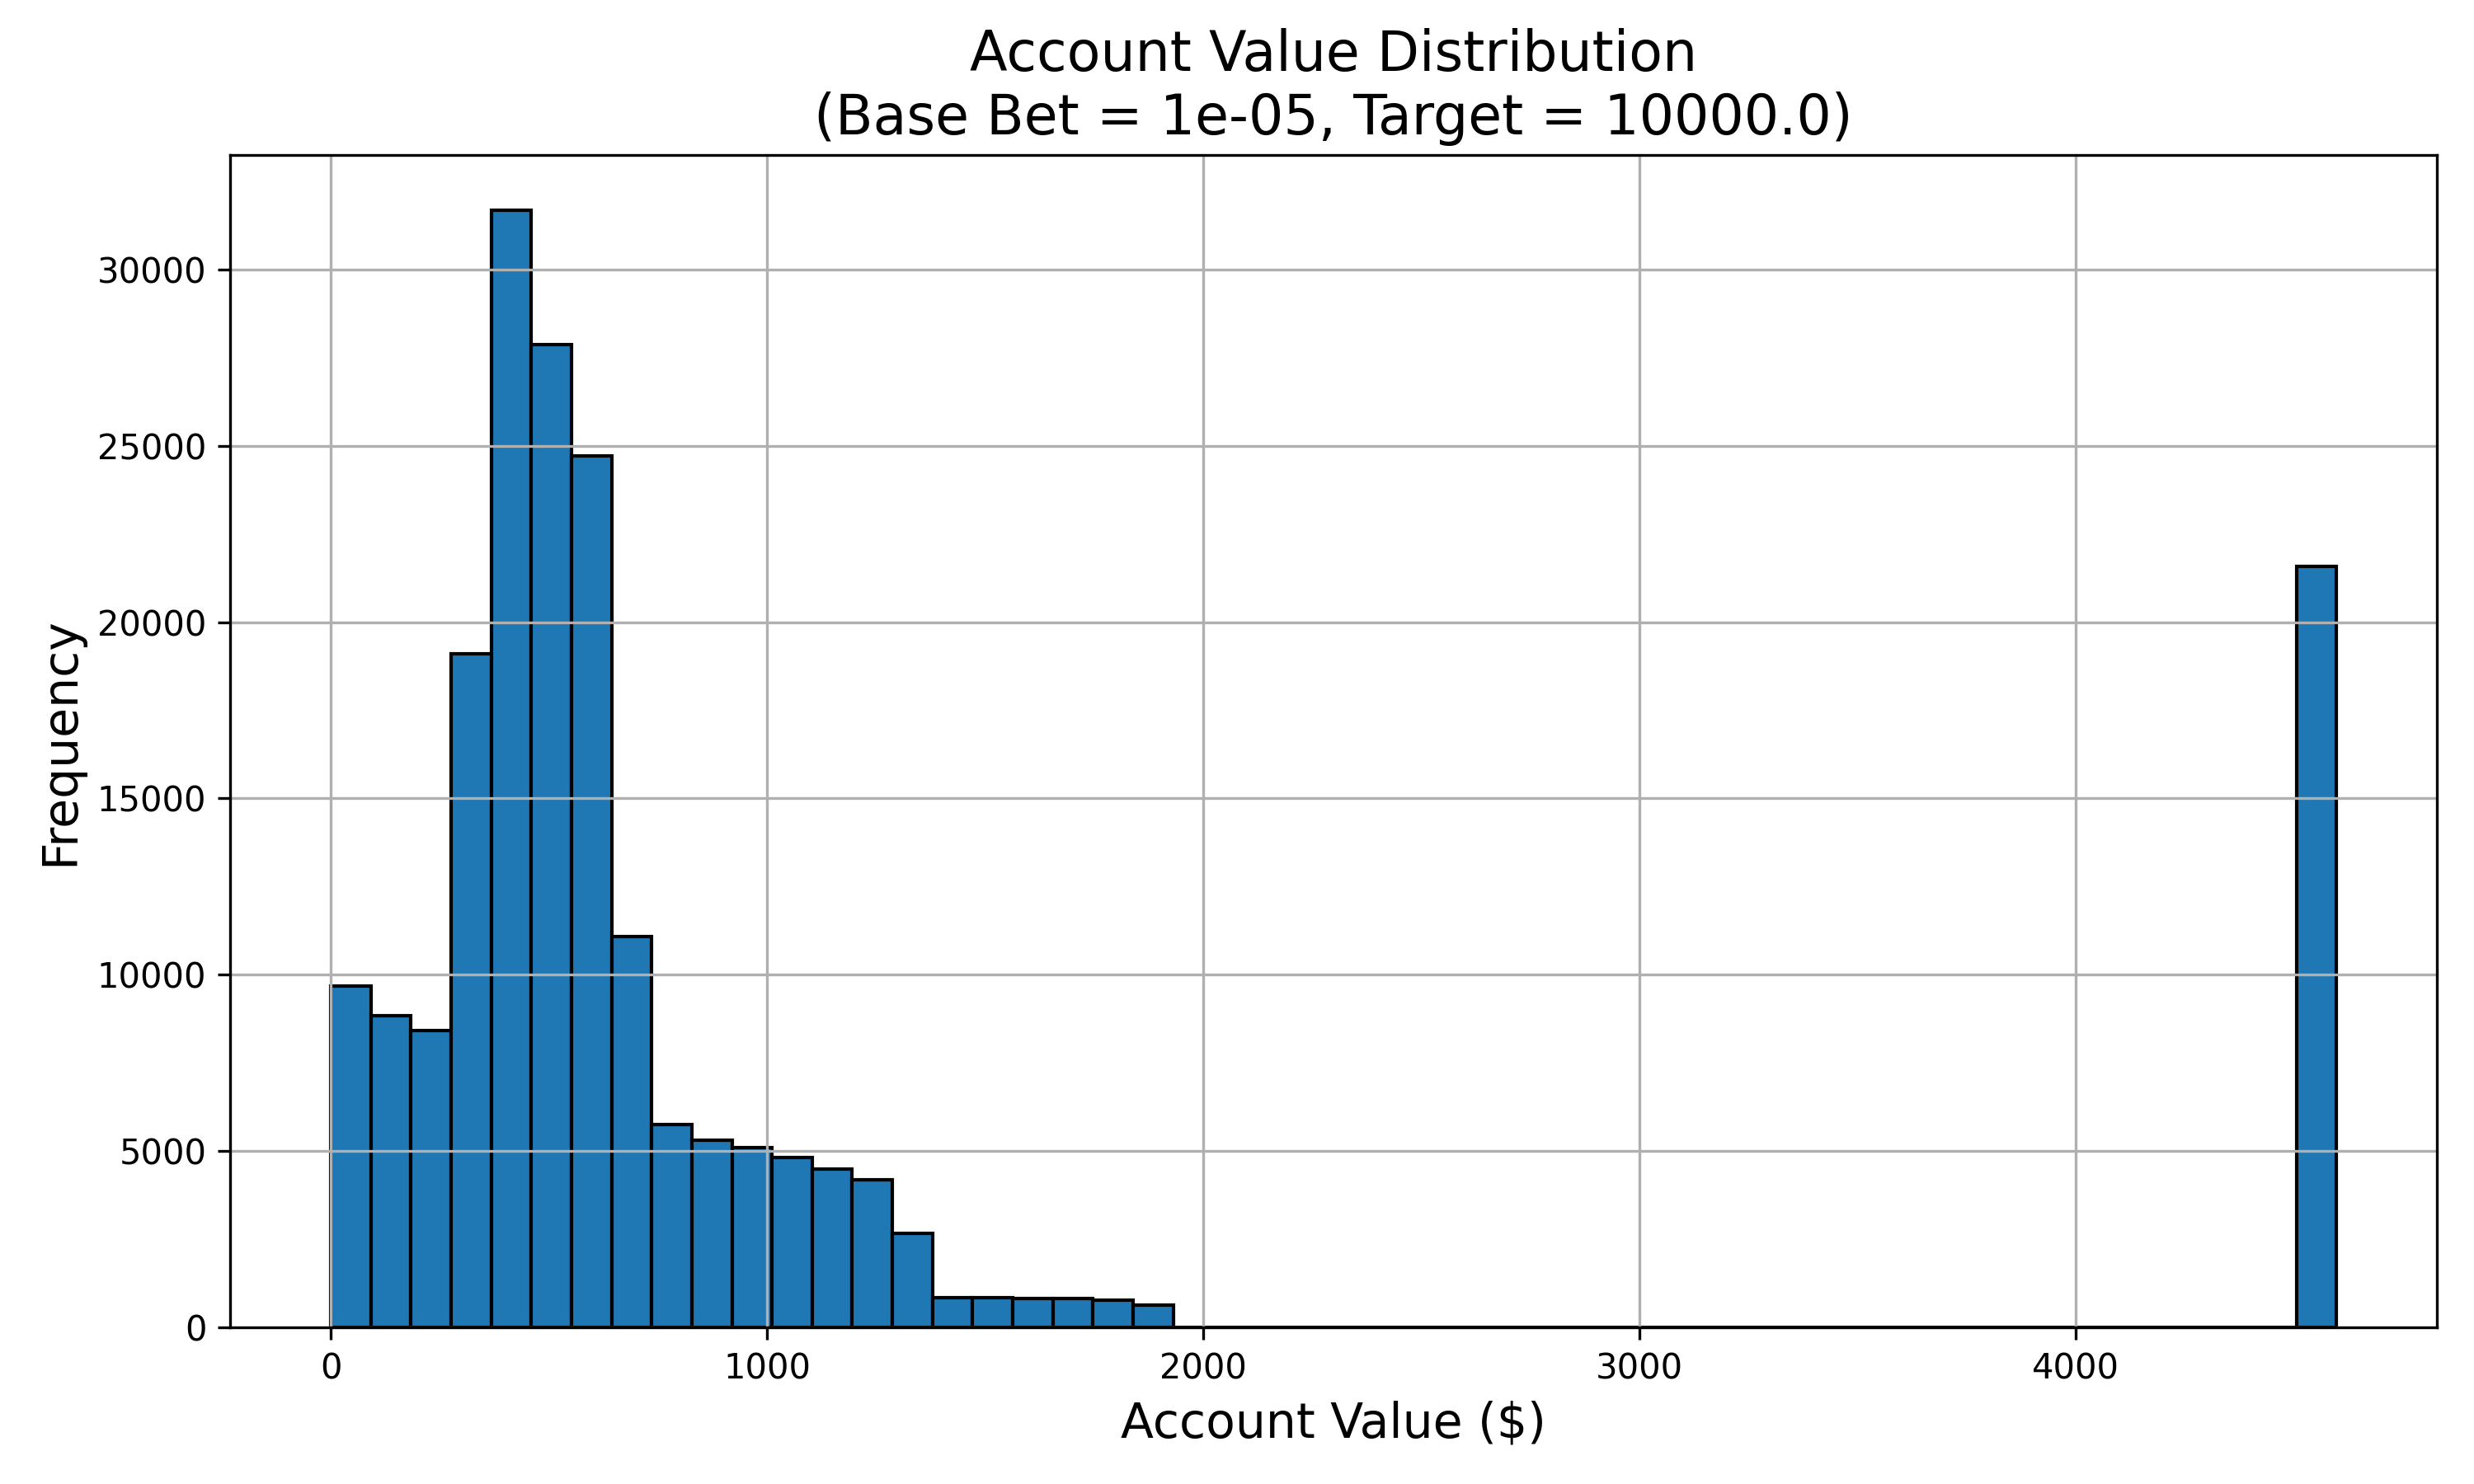 Account Value Distribution
(Base Bet = 1e-05, Target = 10000.0)
30000
25000
20000
15000
10000
5000
0
Frequency
0 1000 2000 3000 4000
Account Value ($)